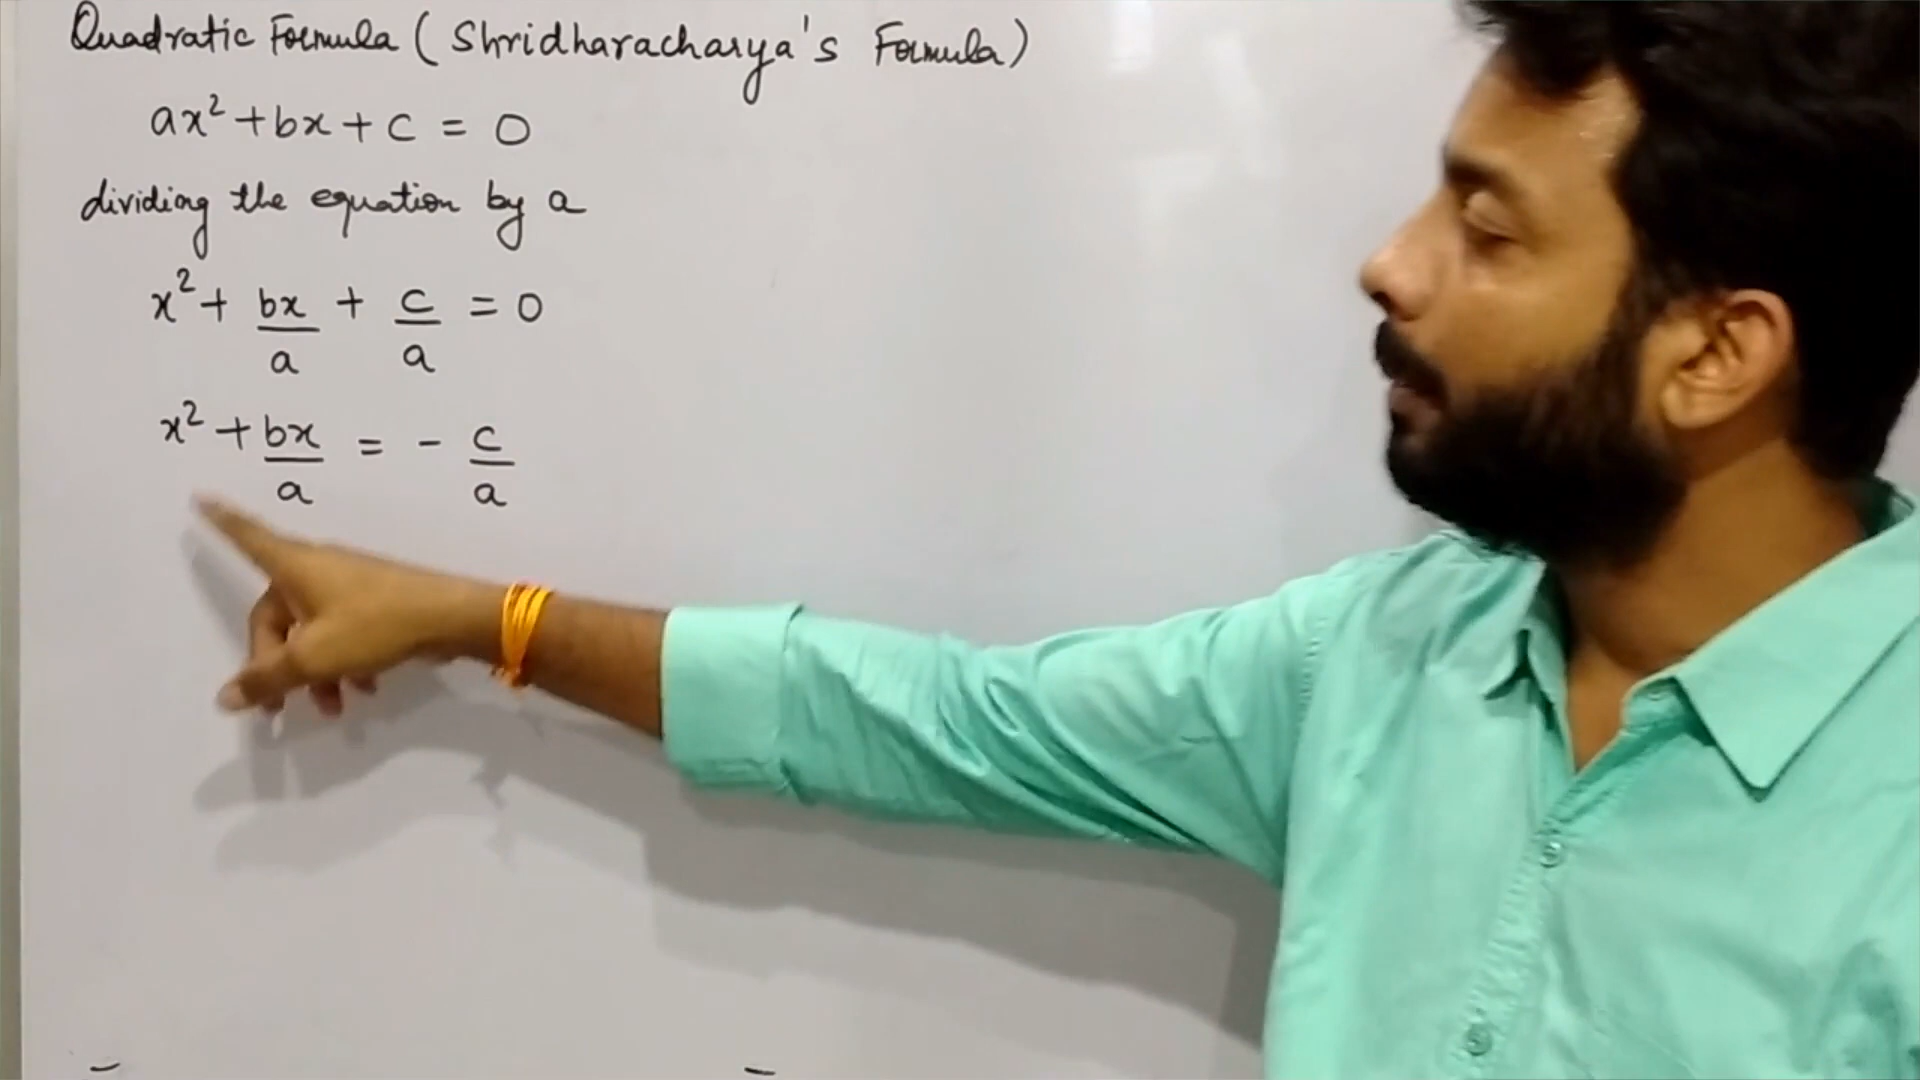 Quadratic Formula ( Shridharacharya's Formula )
ax² + bx + c = 0
dividing the equation by a
x² + bx/a + c/a = 0
x² + bx/a = - c/a